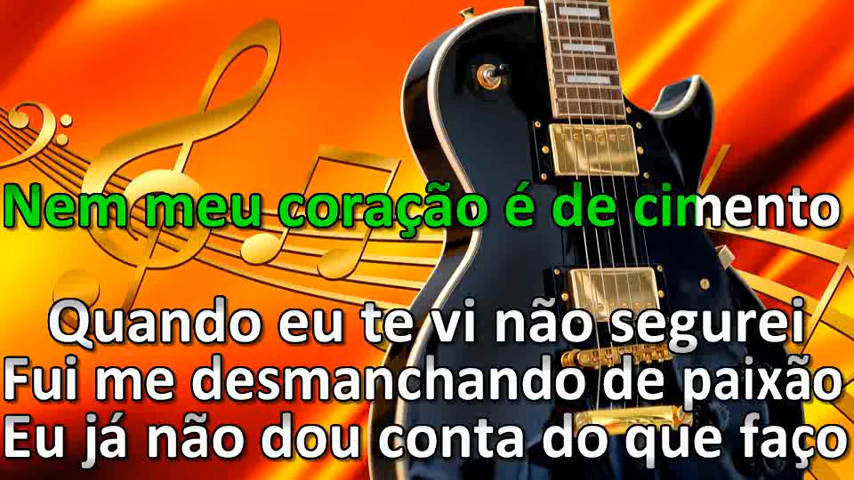 Nem meu coração é de cimento
Quando eu te vi não segurei
Fui me desmanchando de paixão
Eu já não dou conta do que faço